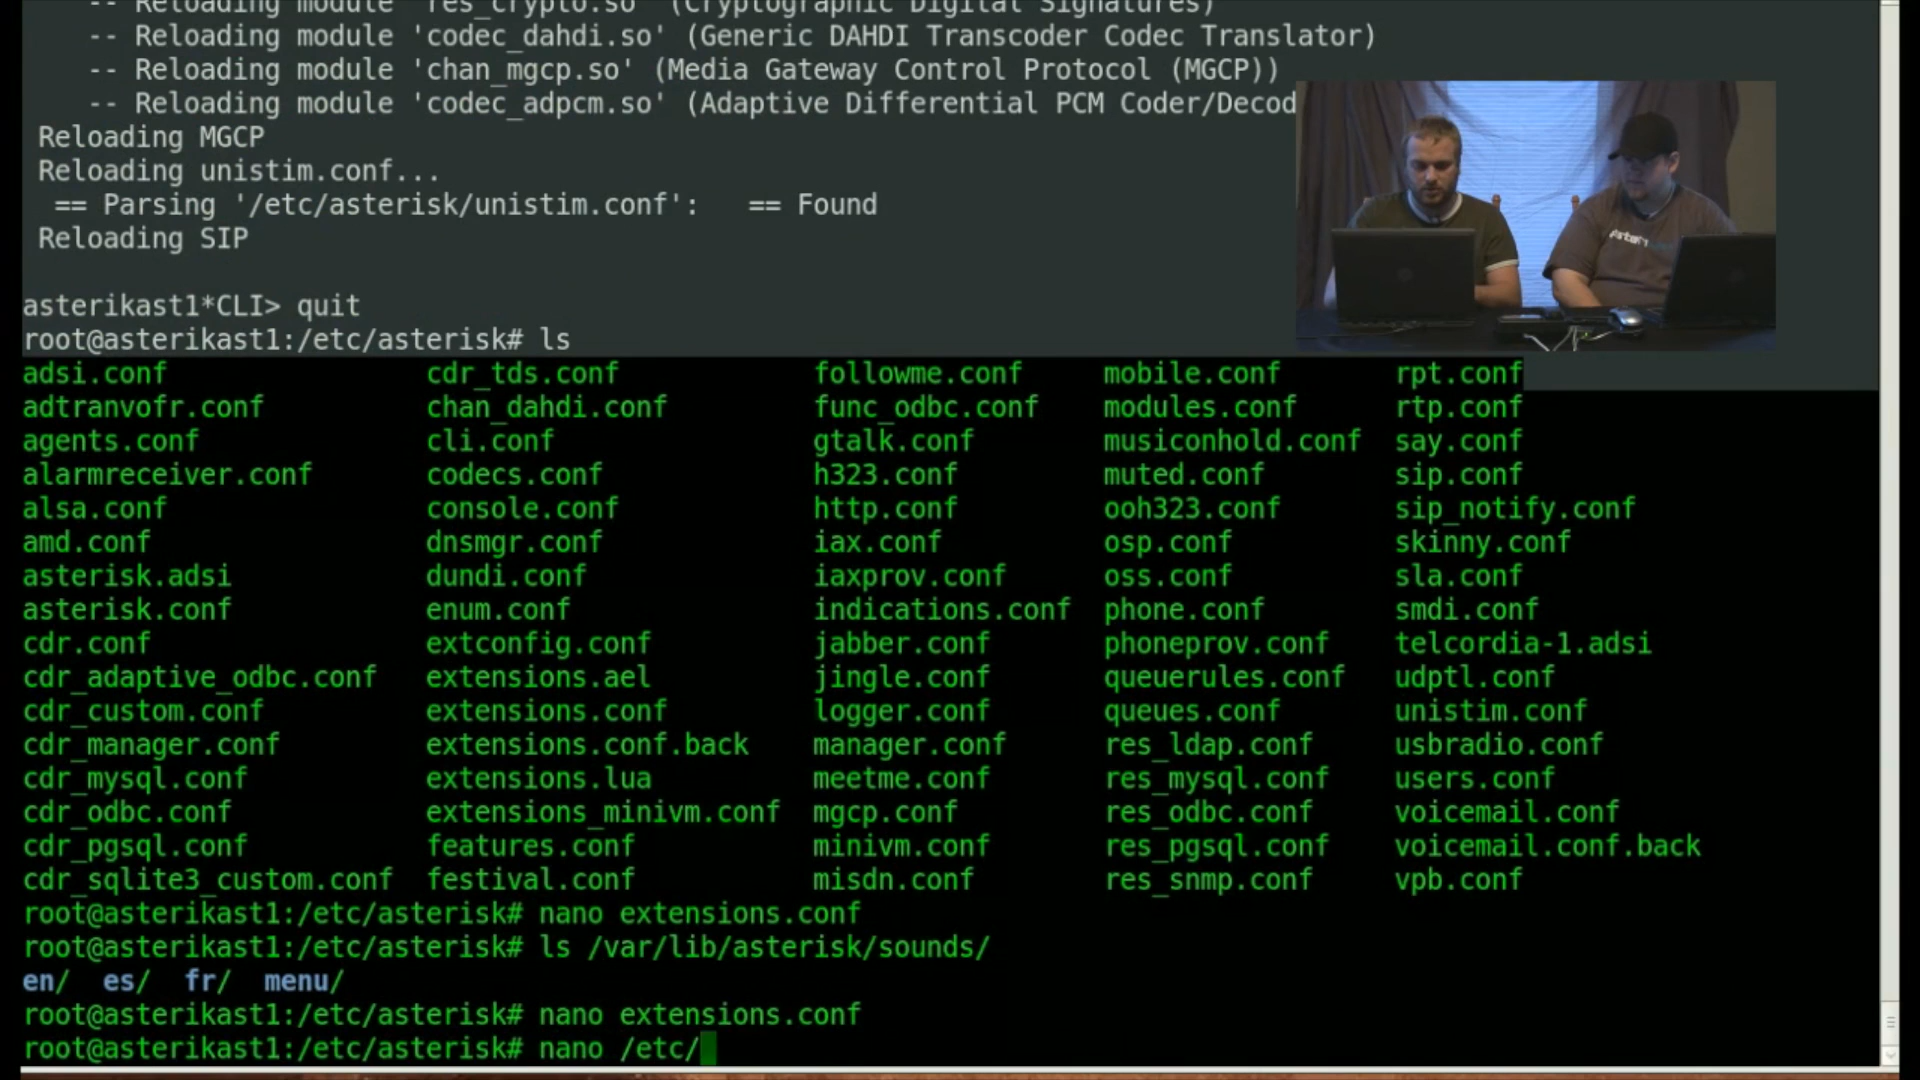 -- Reloading module 'res_crypto.so' (Cryptographic Digital Signatures)
-- Reloading module 'codec_dahdi.so' (Generic DAHDI Transcoder Codec Translator)
-- Reloading module 'chan_mgcp.so' (Media Gateway Control Protocol (MGCP))
-- Reloading module 'codec_adpcm.so' (Adaptive Differential PCM Coder/Decod
Reloading MGCP
Reloading unistim.conf...
== Parsing '/etc/asterisk/unistim.conf': == Found
Reloading SIP
asterikast1*CLI> quit
root@asterikast1:/etc/asterisk# ls
adsi.conf cdr_tds.conf followme.conf mobile.conf rpt.conf
adtranvofr.conf chan_dahdi.conf func_odbc.conf modules.conf rtp.conf
agents.conf cli.conf gtalk.conf musiconhold.conf say.conf
alarmreceiver.conf codecs.conf h323.conf muted.conf sip.conf
alsa.conf console.conf http.conf ooh323.conf sip_notify.conf
amd.conf dnsmgr.conf iax.conf osp.conf skinny.conf
asterisk.adsi dundi.conf iaxprov.conf oss.conf sla.conf
asterisk.conf enum.conf indications.conf phone.conf smdi.conf
cdr.conf extconfig.conf jabber.conf phoneprov.conf telcordia-1.adsi
cdr_adaptive_odbc.conf extensions.ael jingle.conf queuerules.conf udptl.conf
cdr_custom.conf extensions.conf logger.conf queues.conf unistim.conf
cdr_manager.conf extensions.conf.back manager.conf res_ldap.conf usbradio.conf
cdr_mysql.conf extensions.lua meetme.conf res_mysql.conf users.conf
cdr_odbc.conf extensions_minivm.conf mgcp.conf res_odbc.conf voicemail.conf
cdr_pgsql.conf features.conf minivm.conf res_pgsql.conf voicemail.conf.back
cdr_sqlite3_custom.conf festival.conf misdn.conf res_snmp.conf vpb.conf
root@asterikast1:/etc/asterisk# nano extensions.conf
root@asterikast1:/etc/asterisk# ls /var/lib/asterisk/sounds/
en/ es/ fr/ menu/
root@asterikast1:/etc/asterisk# nano extensions.conf
root@asterikast1:/etc/asterisk# nano /etc/